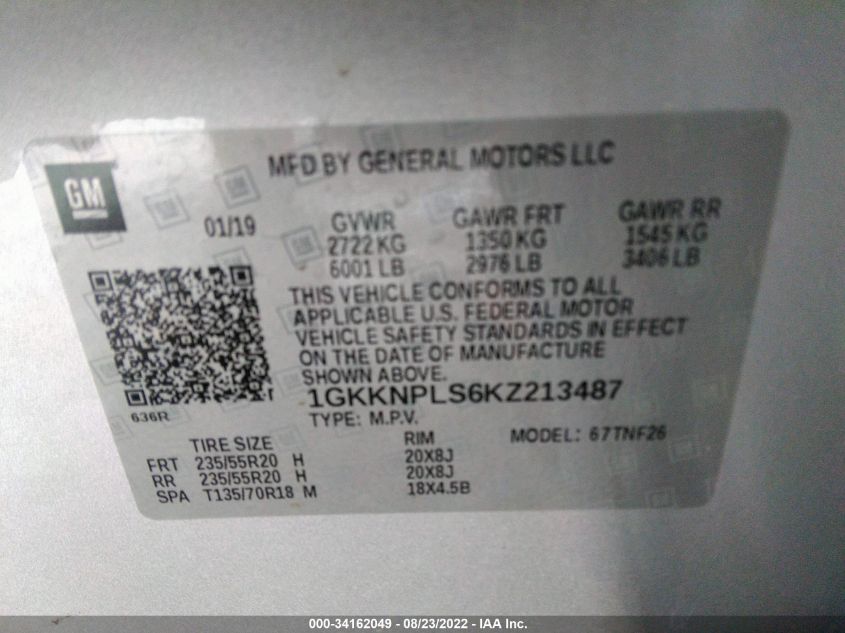 GM
MFD BY GENERAL MOTORS LLC
01/19
GVWR GAWR FRT GAWR RR
2722 KG 1350 KG 1545 KG
6001 LB 2976 LB 3406 LB
THIS VEHICLE CONFORMS TO ALL
APPLICABLE U.S. FEDERAL MOTOR
VEHICLE SAFETY STANDARDS IN EFFECT
ON THE DATE OF MANUFACTURE
SHOWN ABOVE.
636R
1GKKNPLS6KZ213487
TYPE: M.P.V.
TIRE SIZE RIM MODEL: 67TNF26
FRT 235/55R20 H 20X8J
RR 235/55R20 H 20X8J
SPA T135/70R18 M 18X4.5B
000-34162049 - 08/23/2022 - IAA Inc.